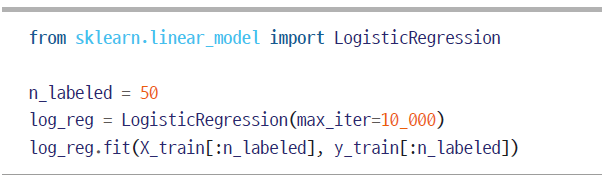 from sklearn.linear_model import LogisticRegression
n_labeled = 50
log_reg = LogisticRegression(max_iter=10_000)
log_reg.fit(X_train[:n_labeled], y_train[:n_labeled])